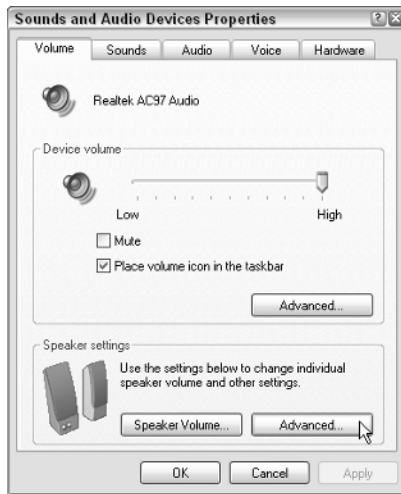 Sounds and Audio Devices Properties
Volume Sounds Audio Voice Hardware
Realtek AC97 Audio
Device volume
Low High
Mute
Place volume icon in the taskbar
Advanced...
Speaker settings
Use the settings below to change individual
speaker volume and other settings.
Speaker Volume... Advanced...
OK Cancel Apply